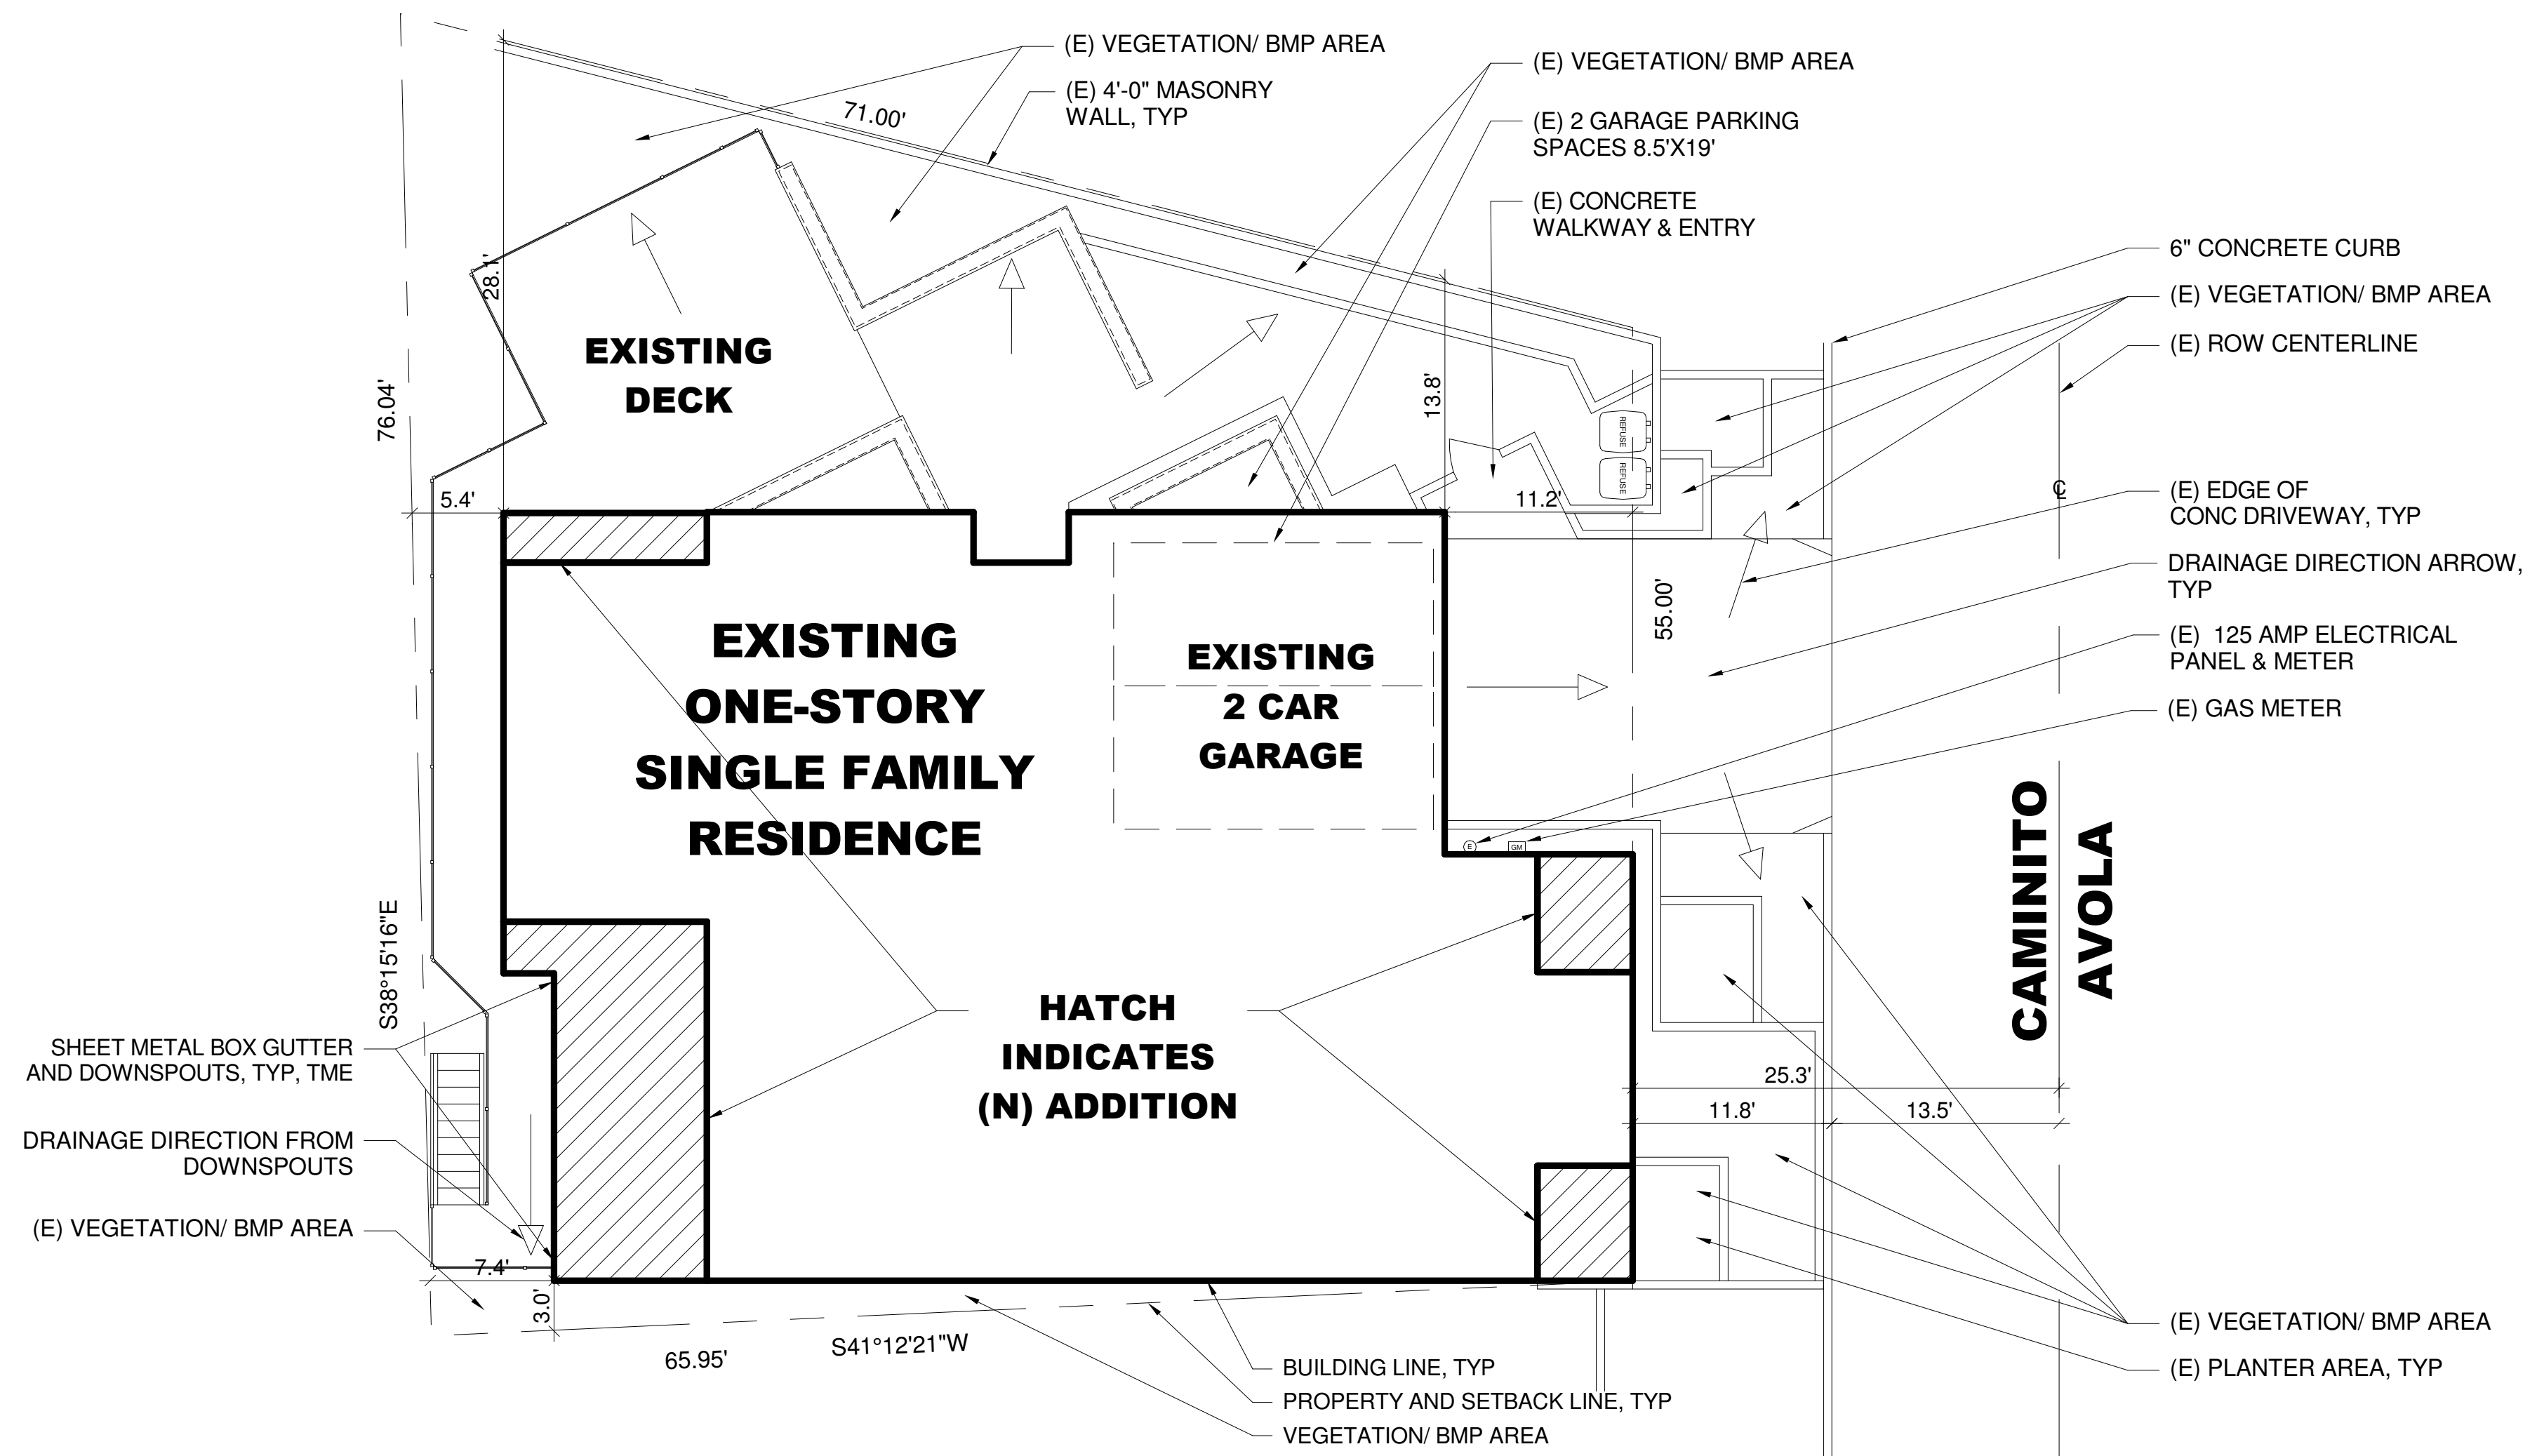 (E) VEGETATION/ BMP AREA
(E) 4'-0" MASONRY
WALL, TYP
71.00'
(E) VEGETATION/ BMP AREA
(E) 2 GARAGE PARKING
SPACES 8.5'X19'
(E) CONCRETE
WALKWAY & ENTRY
6" CONCRETE CURB
(E) VEGETATION/ BMP AREA
(E) ROW CENTERLINE
28.1'
EXISTING
DECK
76.04'
13.8'
REFUSE
REFUSE
5.4'
11.2'
℄
(E) EDGE OF
CONC DRIVEWAY, TYP
DRAINAGE DIRECTION ARROW,
TYP
(E) 125 AMP ELECTRICAL
PANEL & METER
(E) GAS METER
55.00'
EXISTING
ONE-STORY
SINGLE FAMILY
RESIDENCE
EXISTING
2 CAR
GARAGE
E
GM
CAMINITO
AVOLA
S38°15'16"E
HATCH
INDICATES
(N) ADDITION
SHEET METAL BOX GUTTER
AND DOWNSPOUTS, TYP, TME
DRAINAGE DIRECTION FROM
DOWNSPOUTS
(E) VEGETATION/ BMP AREA
25.3'
11.8'
13.5'
7.4'
3.0'
65.95'
S41°12'21"W
BUILDING LINE, TYP
PROPERTY AND SETBACK LINE, TYP
VEGETATION/ BMP AREA
(E) VEGETATION/ BMP AREA
(E) PLANTER AREA, TYP